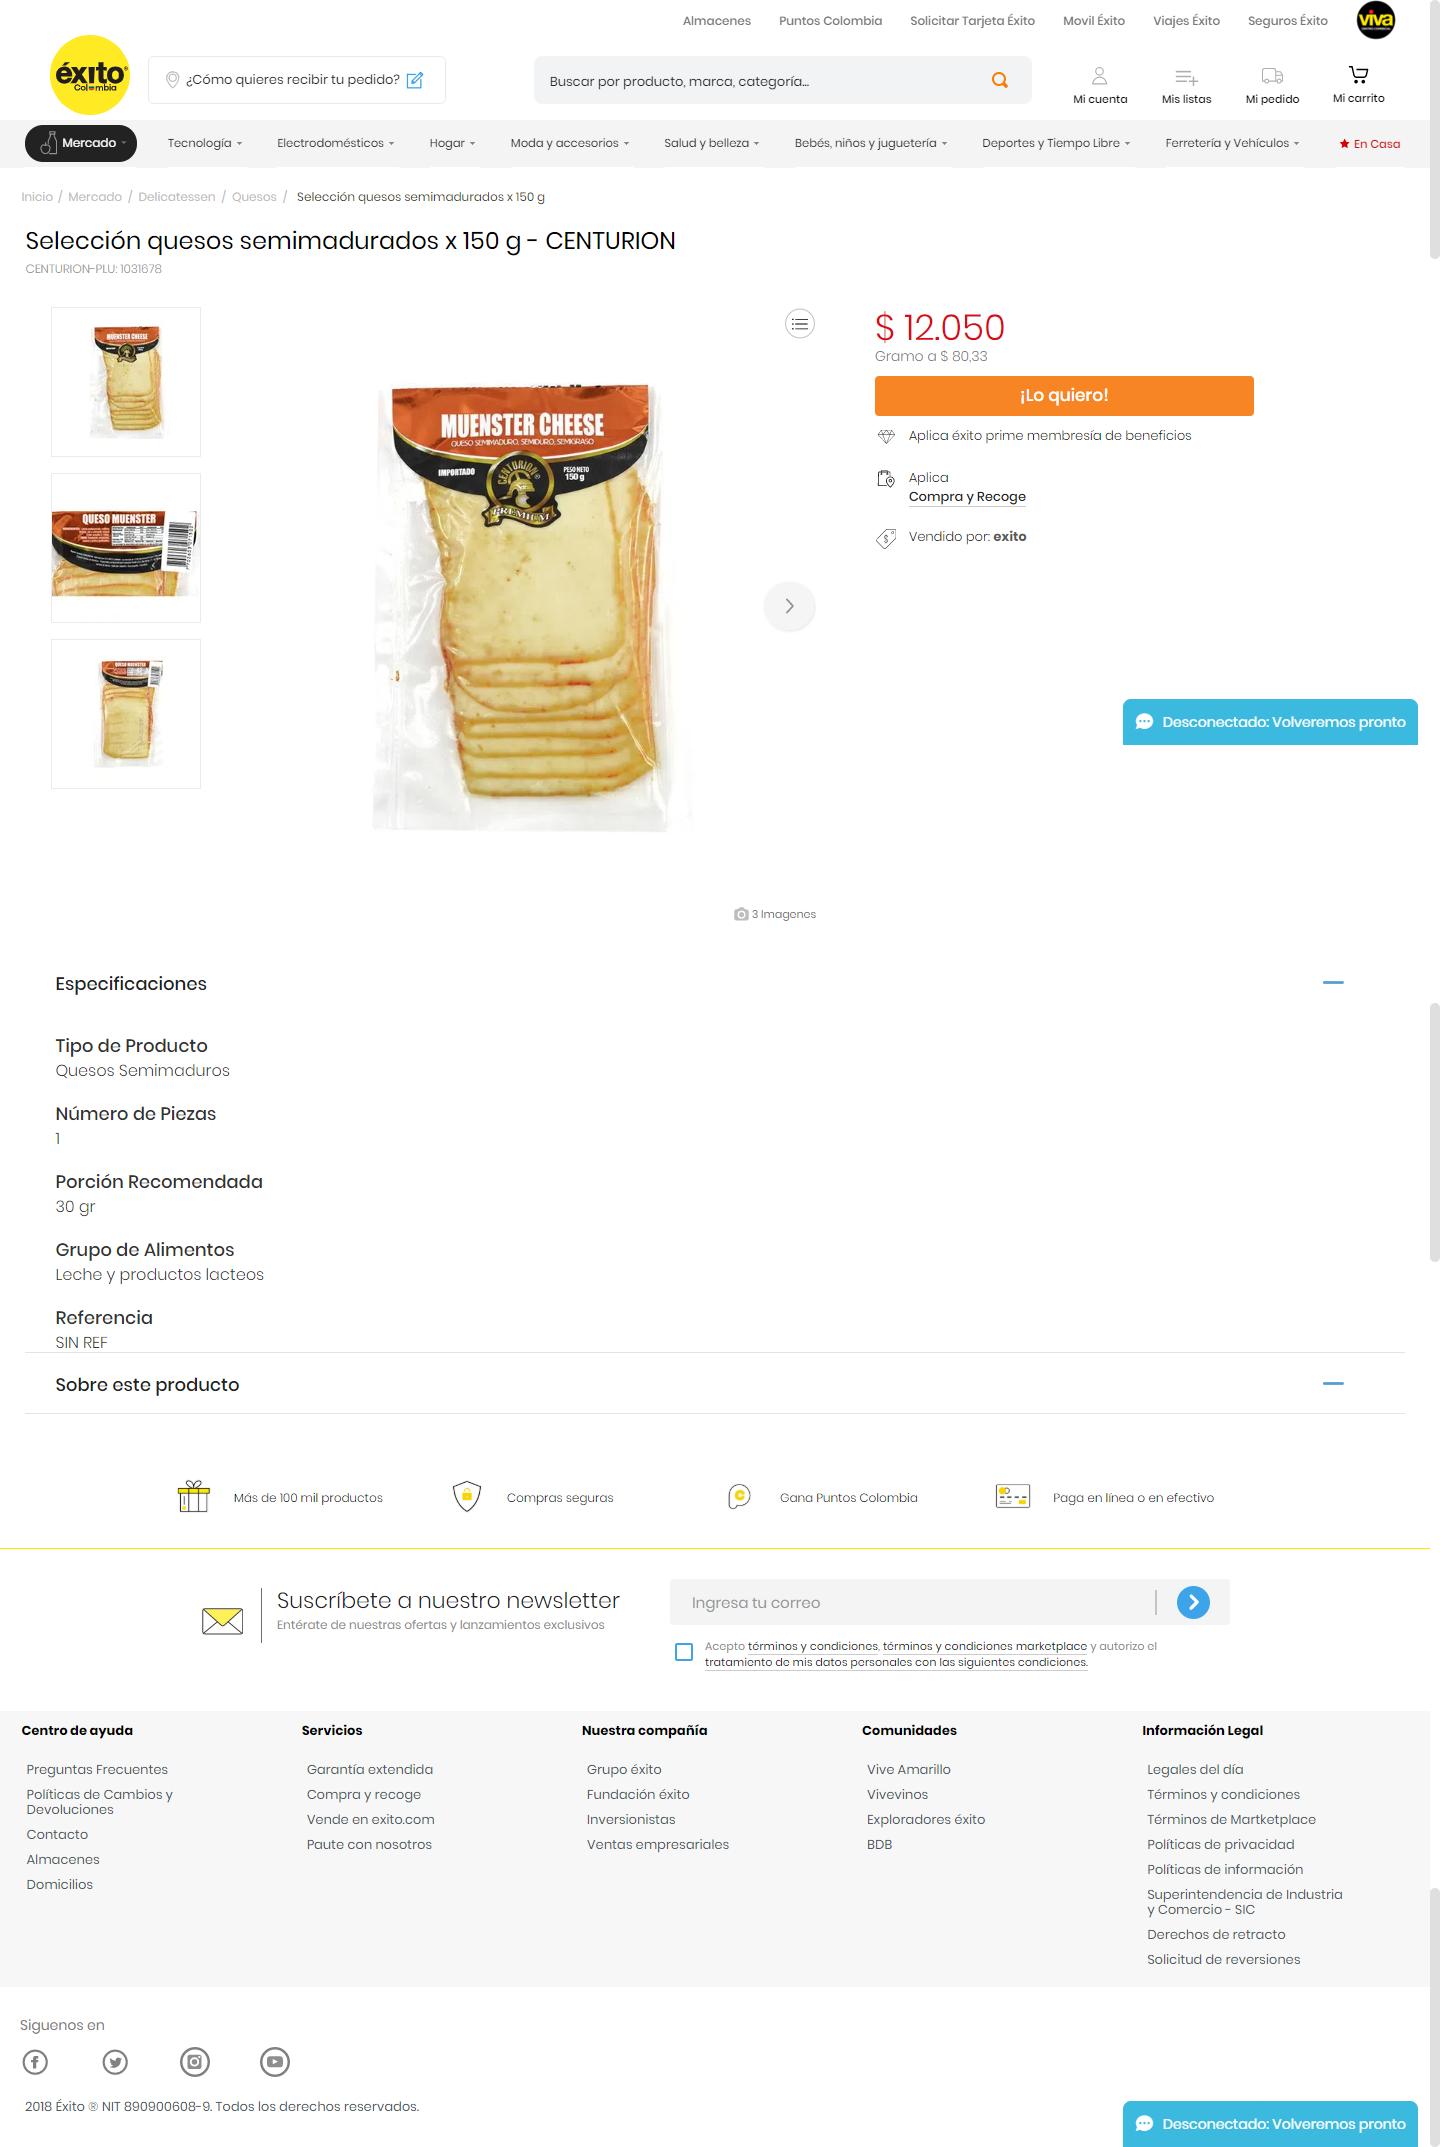 Almacenes Puntos Colombia Solicitar Tarjeta Éxito Movil Éxito Viajes Éxito Seguros Éxito viva
éxito
Colombia
¿Cómo quieres recibir tu pedido?
Buscar por producto, marca, categoría...
Mi cuenta Mis listas Mi pedido Mi carrito
Mercado Tecnología Electrodomésticos Hogar Moda y accesorios Salud y belleza Bebés, niños y juguetería Deportes y Tiempo Libre Ferretería y Vehículos En Casa
Inicio / Mercado / Delicatessen / Quesos / Selección quesos semimadurados x 150 g
Selección quesos semimadurados x 150 g - CENTURION
CENTURION-PLU: 1031678
MUENSTER CHEESE
QUESO MUENSTER
QUESO MUENSTER
MUENSTER CHEESE
QUESO SEMIMADURO, SEMIDURO, SEMIGRASO
IMPORTADO
PESO NETO
150 g
CENTURION
PREMIUM
3 Imagenes
$ 12.050
Gramo a $ 80,33
¡Lo quiero!
Aplica éxito prime membresía de beneficios
Aplica
Compra y Recoge
Vendido por: exito
Desconectado: Volveremos pronto
Especificaciones
Tipo de Producto
Quesos Semimaduros
Número de Piezas
1
Porción Recomendada
30 gr
Grupo de Alimentos
Leche y productos lacteos
Referencia
SIN REF
Sobre este producto
Más de 100 mil productos
Compras seguras
Gana Puntos Colombia
Paga en línea o en efectivo
Suscríbete a nuestro newsletter
Entérate de nuestras ofertas y lanzamientos exclusivos
Ingresa tu correo
Acepto términos y condiciones, términos y condiciones marketplace y autorizo el
tratamiento de mis datos personales con las siguientes condiciones.
Centro de ayuda
Preguntas Frecuentes
Políticas de Cambios y
Devoluciones
Contacto
Almacenes
Domicilios
Servicios
Garantía extendida
Compra y recoge
Vende en exito.com
Paute con nosotros
Nuestra compañía
Grupo éxito
Fundación éxito
Inversionistas
Ventas empresariales
Comunidades
Vive Amarillo
Vivevinos
Exploradores éxito
BDB
Información Legal
Legales del día
Términos y condiciones
Términos de Martketplace
Políticas de privacidad
Políticas de información
Superintendencia de Industria
y Comercio - SIC
Derechos de retracto
Solicitud de reversiones
Siguenos en
2018 Éxito ® NIT 890900608-9. Todos los derechos reservados.
Desconectado: Volveremos pronto